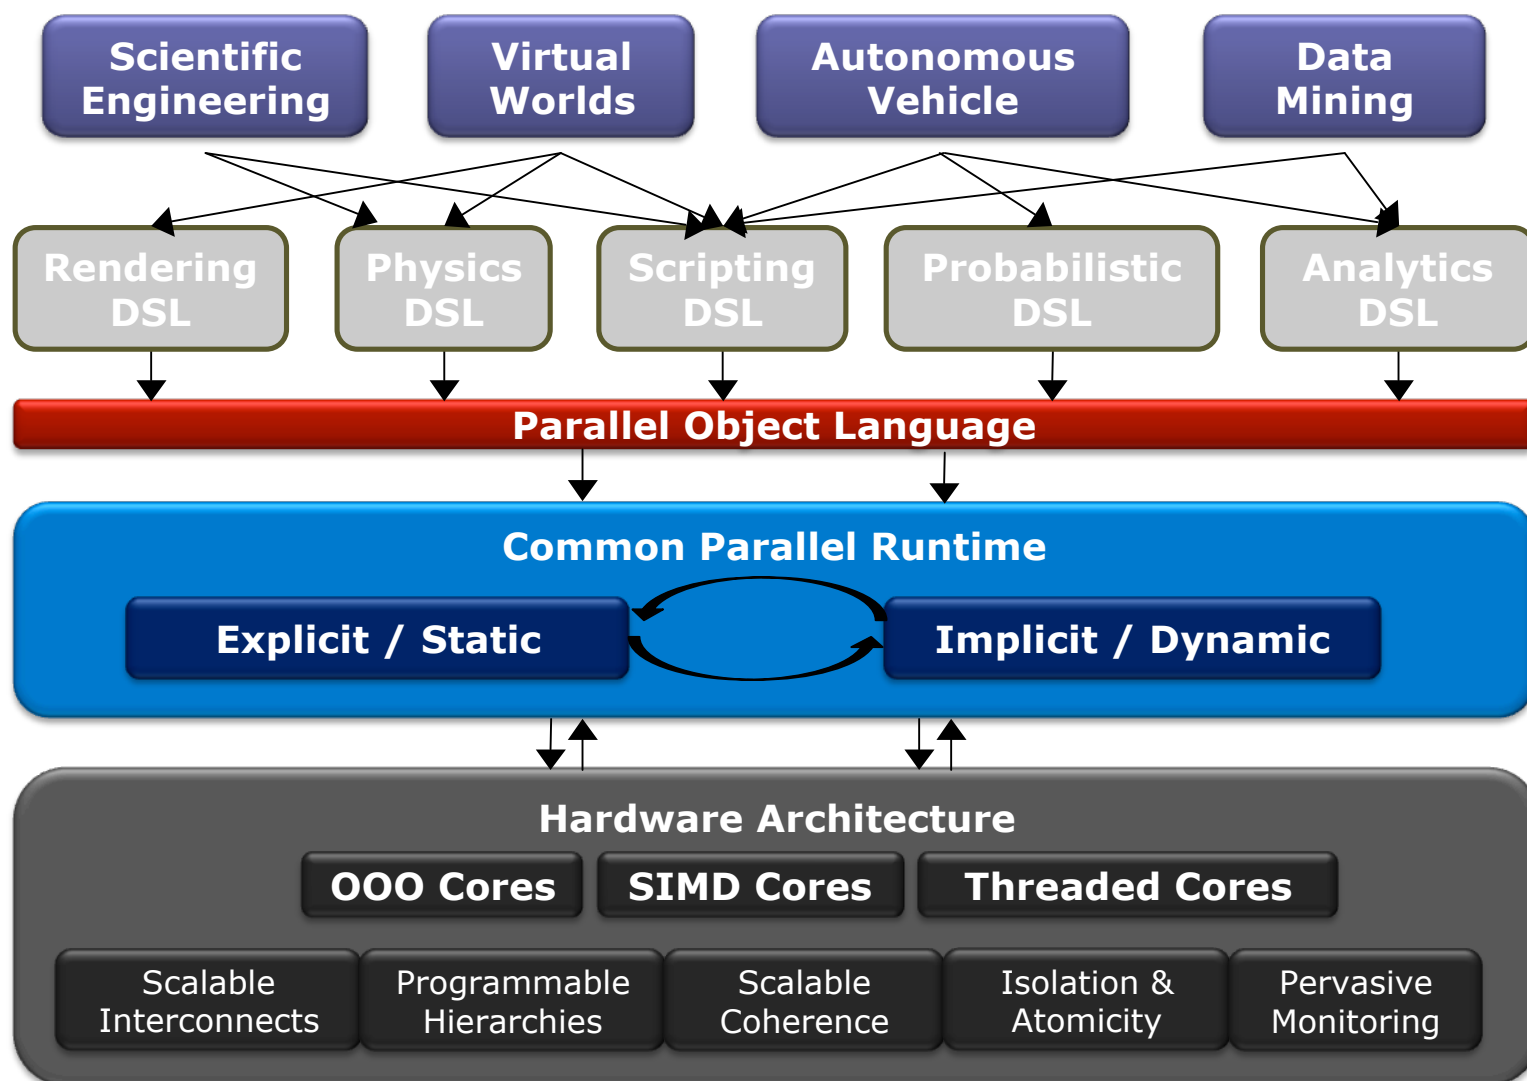 Scientific
Engineering
Virtual
Worlds
Autonomous
Vehicle
Data
Mining
Rendering
DSL
Physics
DSL
Scripting
DSL
Probabilistic
DSL
Analytics
DSL
Parallel Object Language
Common Parallel Runtime
Explicit / Static
Implicit / Dynamic
Hardware Architecture
OOO Cores
SIMD Cores
Threaded Cores
Scalable
Interconnects
Programmable
Hierarchies
Scalable
Coherence
Isolation &
Atomicity
Pervasive
Monitoring